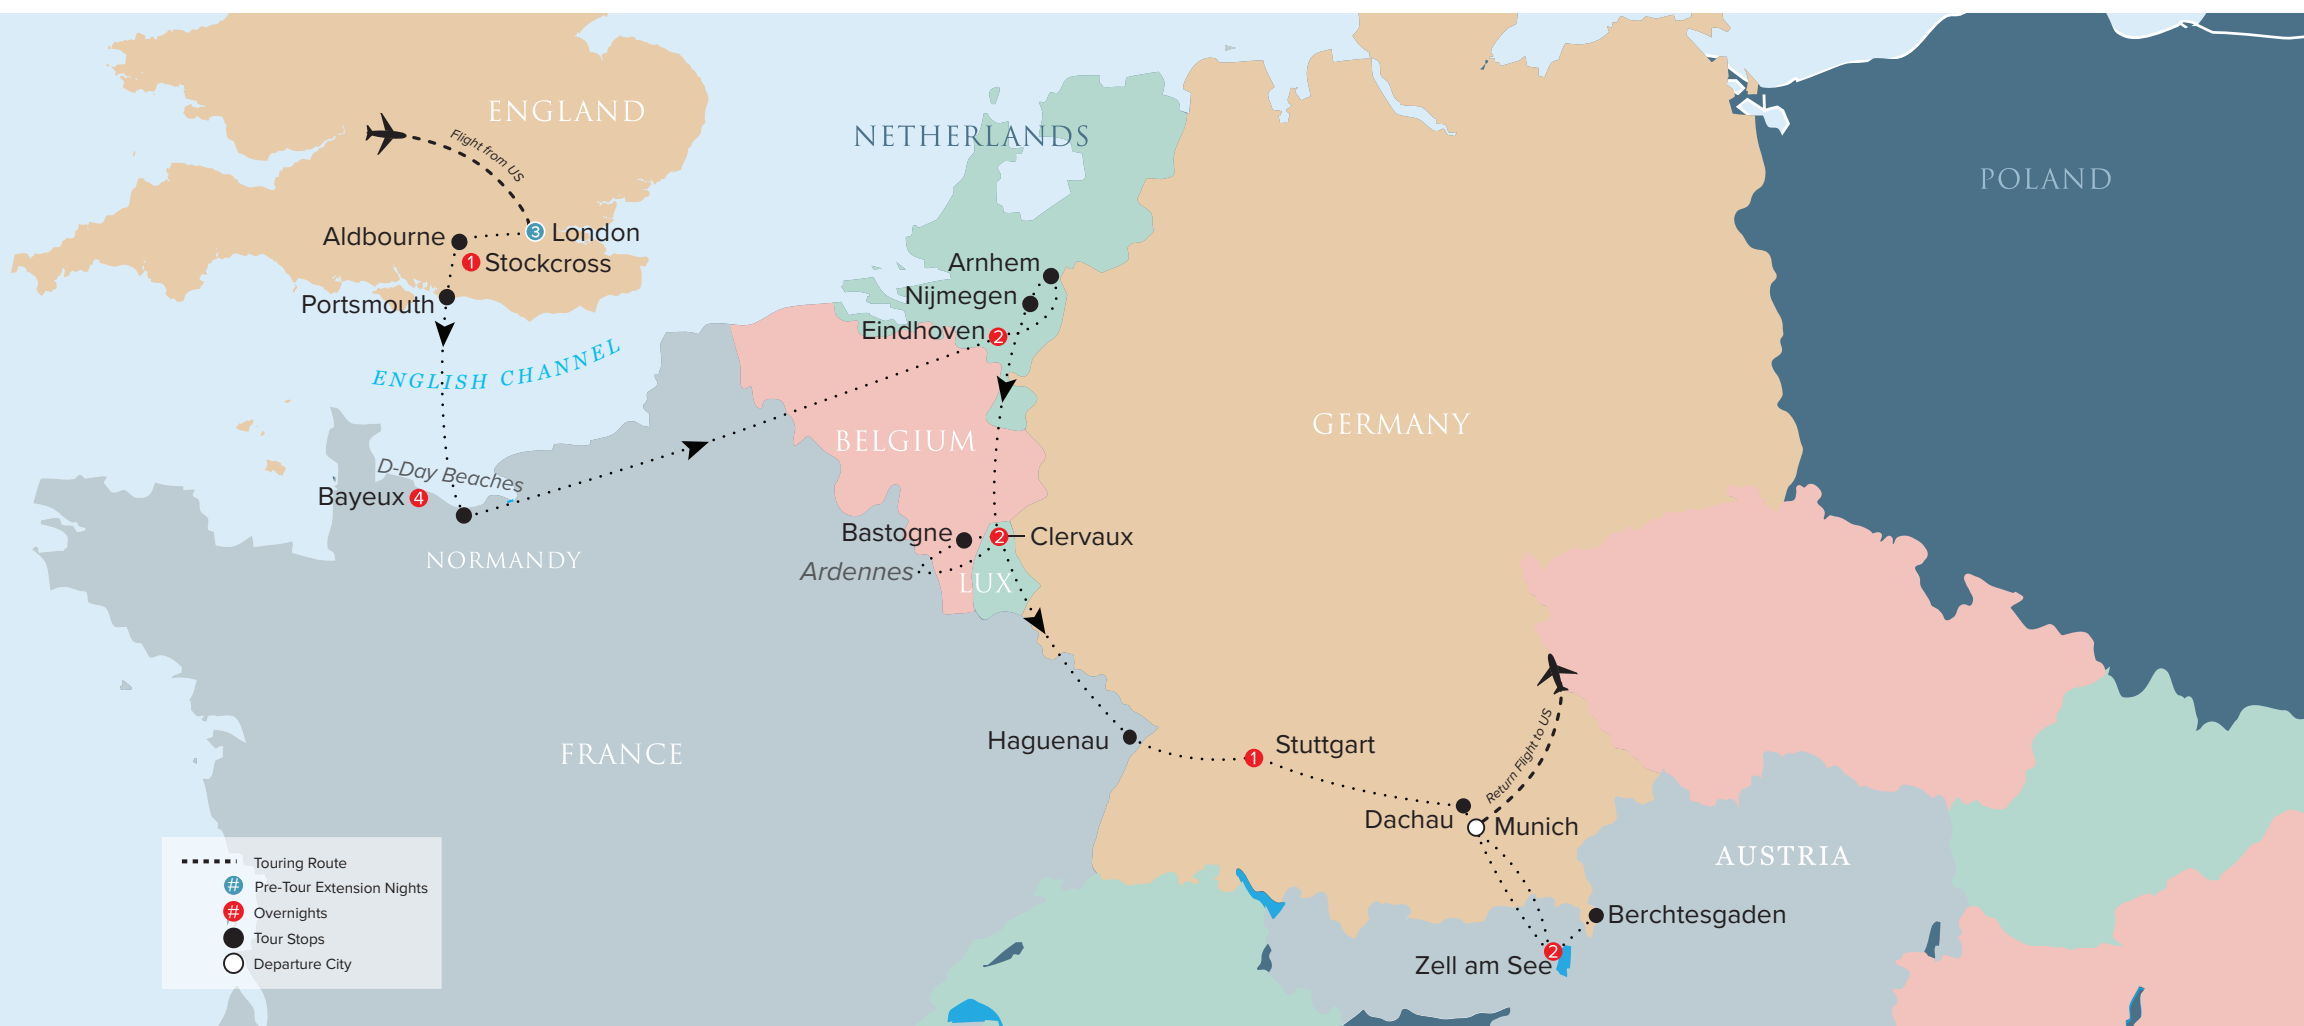 ENGLAND
Flight from US
NETHERLANDS
POLAND
Aldbourne
3 London
1 Stockcross
Portsmouth
Arnhem
Nijmegen
Eindhoven 2
ENGLISH CHANNEL
GERMANY
BELGIUM
D-Day Beaches
Bayeux 4
NORMANDY
Bastogne
2 Clervaux
Ardennes
LUX
Haguenau
FRANCE
1 Stuttgart
Return Flight to US
Dachau
Munich
AUSTRIA
Berchtesgaden
Zell am See 2
Touring Route
# Pre-Tour Extension Nights
# Overnights
Tour Stops
Departure City